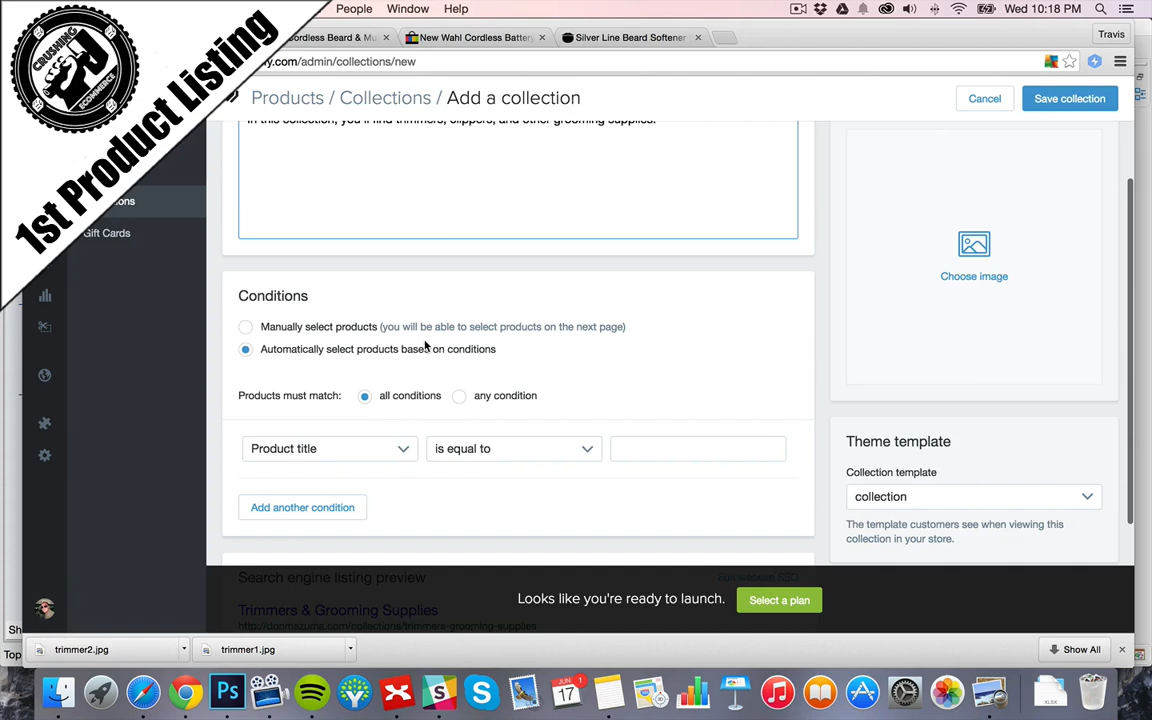 People Window Help
Wed 10:18 PM
CRUSHING
ECOMMERCE
1st Product Listing
ordless Beard & Mu
New Wahl Cordless Batter
Silver Line Beard Softener
Travis
y.com/admin/collections/new
Products / Collections / Add a collection
Cancel
Save collection
In this collection, you'll find trimmers, clippers, and other grooming supplies.
ons
Gift Cards
Choose image
Conditions
Manually select products (you will be able to select products on the next page)
Automatically select products based on conditions
Products must match: all conditions any condition
Product title
is equal to
Add another condition
Theme template
Collection template
collection
The template customers see when viewing this
collection in your store.
Search engine listing preview
Edit website SEO
Trimmers & Grooming Supplies
http://donmazuma.com/collections/trimmers-grooming-supplies
Looks like you're ready to launch.
Select a plan
Sh
Top
trimmer2.jpg
trimmer1.jpg
Show All
Ps
JUN
17
1
XLSX